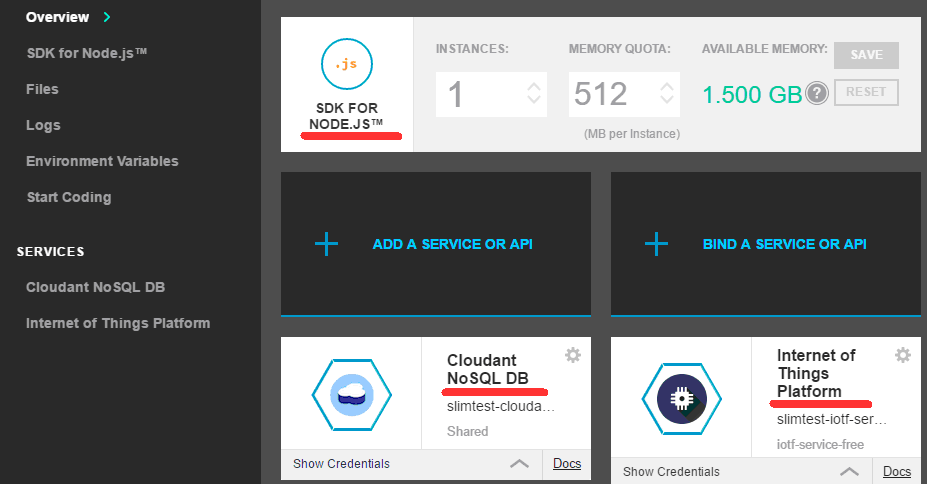 Overview
SDK for Node.js™
Files
Logs
Environment Variables
Start Coding
SERVICES
Cloudant NoSQL DB
Internet of Things Platform
.js
SDK FOR
NODE.JS™
INSTANCES:
1
MEMORY QUOTA:
512
(MB per Instance)
AVAILABLE MEMORY:
1.500 GB ?
SAVE
RESET
ADD A SERVICE OR API
BIND A SERVICE OR API
Cloudant
NoSQL DB
slimtest-clouda...
Shared
Show Credentials
Docs
Internet of
Things
Platform
slimtest-iotf-ser...
iotf-service-free
Show Credentials
Docs